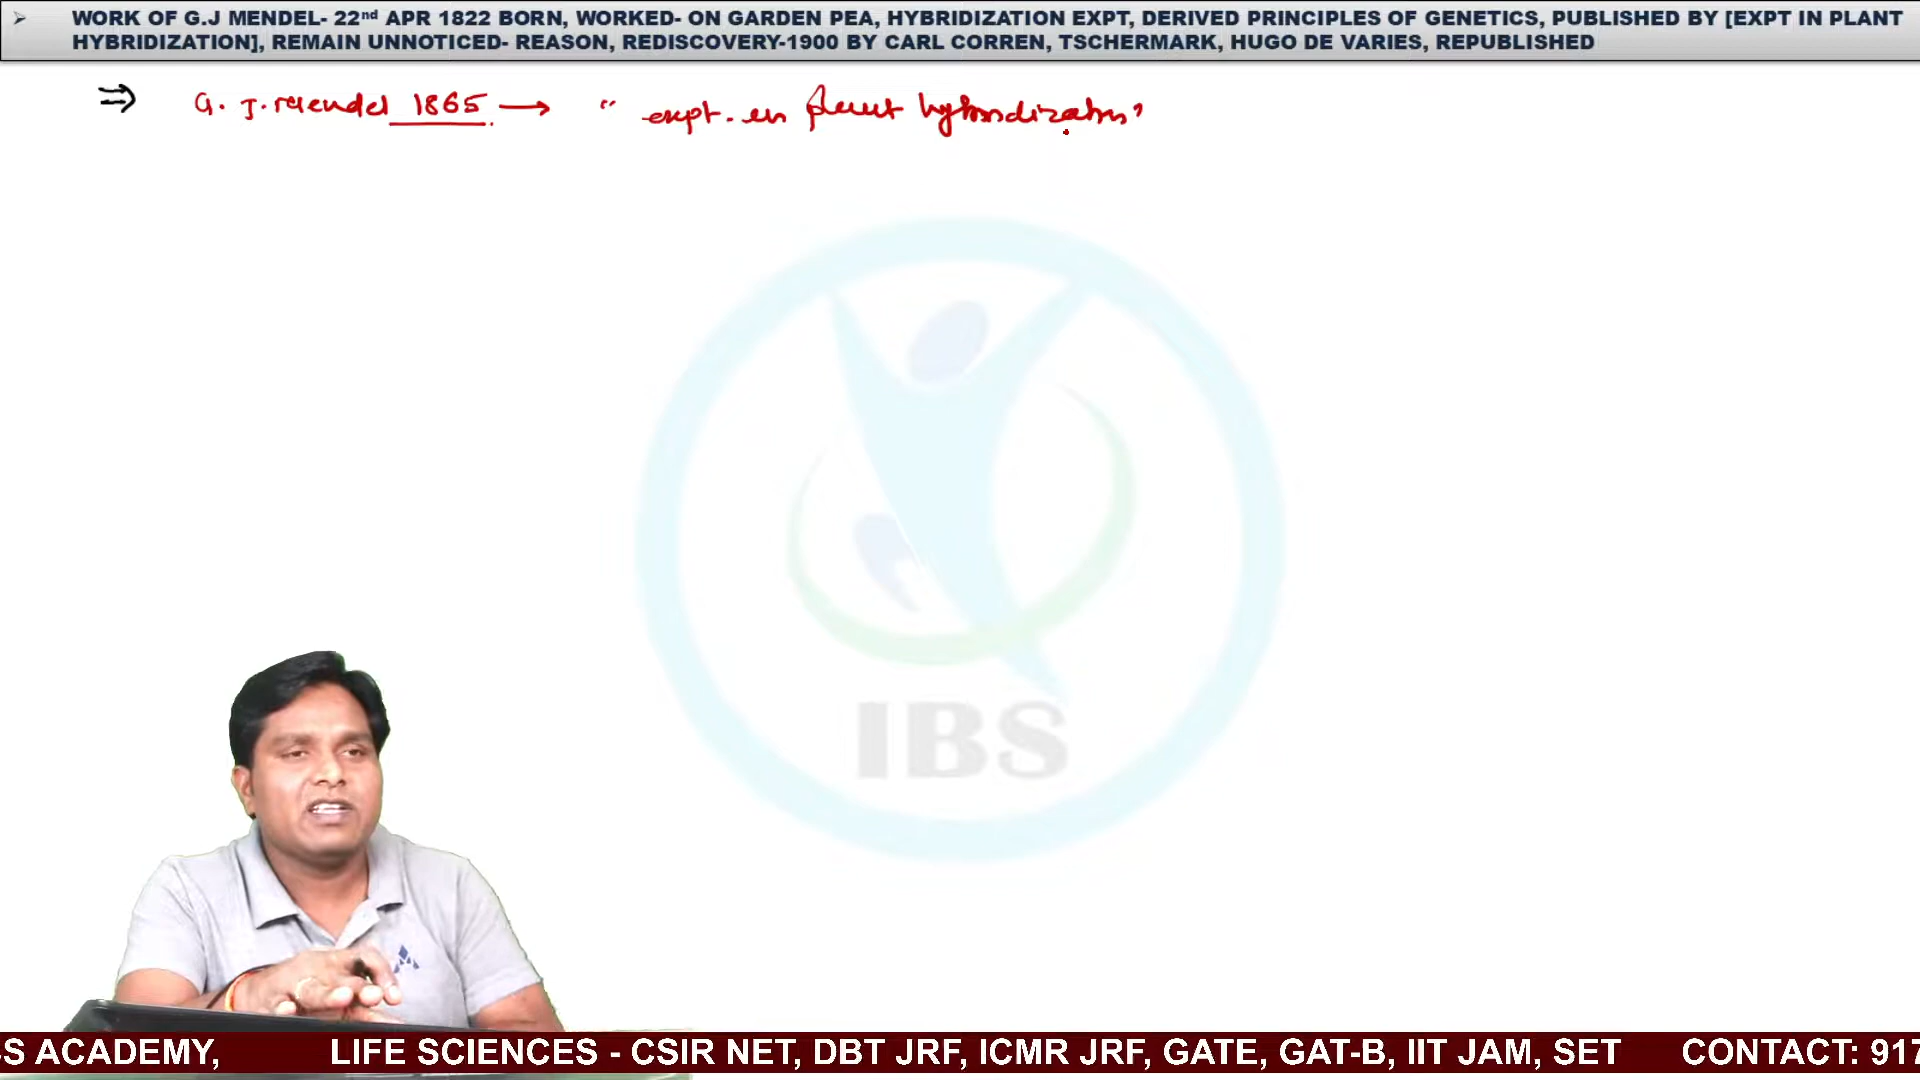 WORK OF G.J MENDEL- 22nd APR 1822 BORN, WORKED- ON GARDEN PEA, HYBRIDIZATION EXPT, DERIVED PRINCIPLES OF GENETICS, PUBLISHED BY [EXPT IN PLANT
HYBRIDIZATION], REMAIN UNNOTICED- REASON, REDISCOVERY-1900 BY CARL CORREN, TSCHERMARK, HUGO DE VARIES, REPUBLISHED
⇒ G. J. Mendel 1865 → " expt. in plant hybridization"
IBS
S ACADEMY, LIFE SCIENCES - CSIR NET, DBT JRF, ICMR JRF, GATE, GAT-B, IIT JAM, SET CONTACT: 917